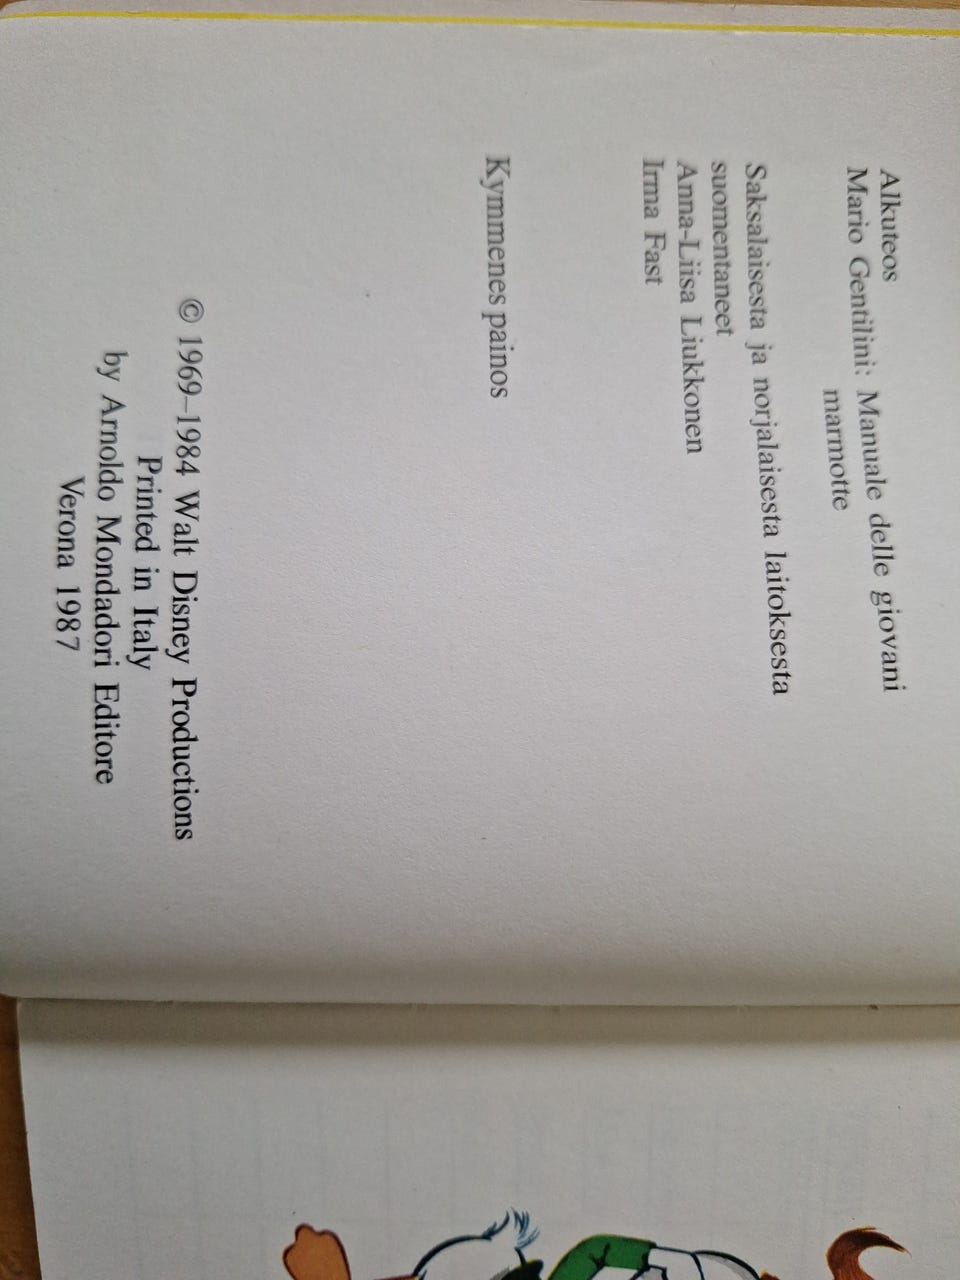 Alkuteos
Mario Gentilini: Manuale delle giovani
marmotte
Saksalaisesta ja norjalaisesta laitoksesta
suomentaneet
Anna-Liisa Liukkonen
Irma Fast
Kymmenes painos
© 1969–1984 Walt Disney Productions
Printed in Italy
by Arnoldo Mondadori Editore
Verona 1987